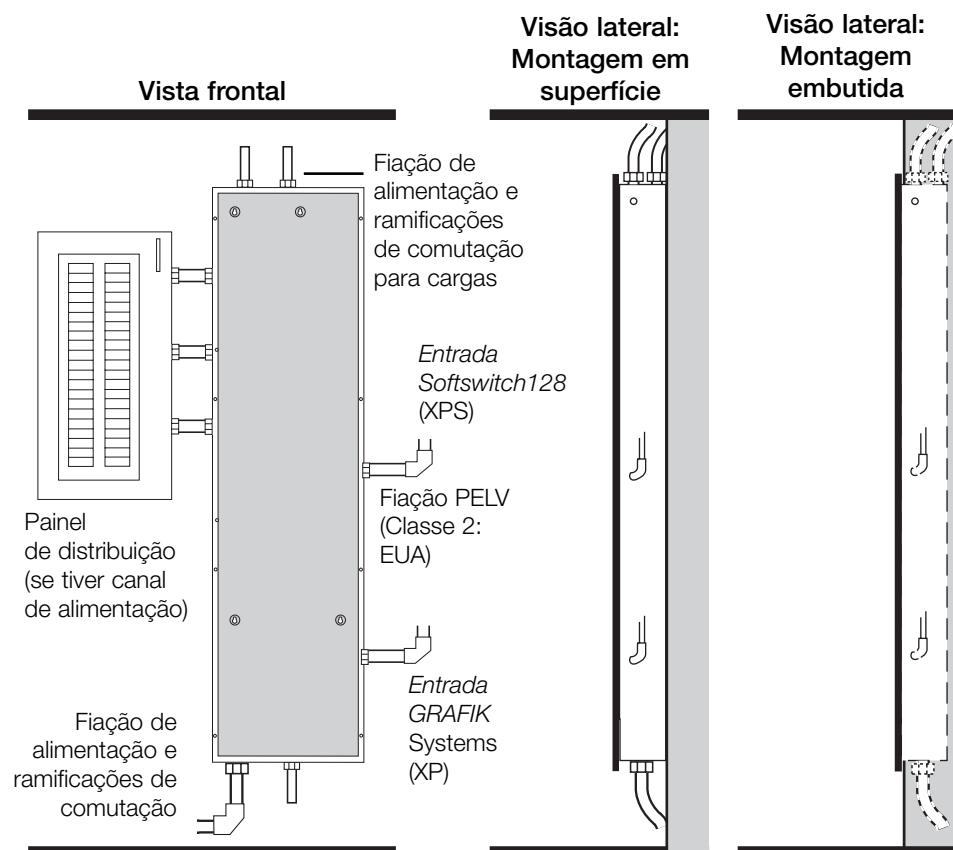 Vista frontal
Visão lateral:
Montagem em
superfície
Visão lateral:
Montagem
embutida
Fiação de
alimentação e
ramificações
de comutação
para cargas
Entrada
Softswitch128
(XPS)
Fiação PELV
(Classe 2:
EUA)
Painel
de distribuição
(se tiver canal
de alimentação)
Entrada
GRAFIK
Systems
(XP)
Fiação de
alimentação e
ramificações de
comutação